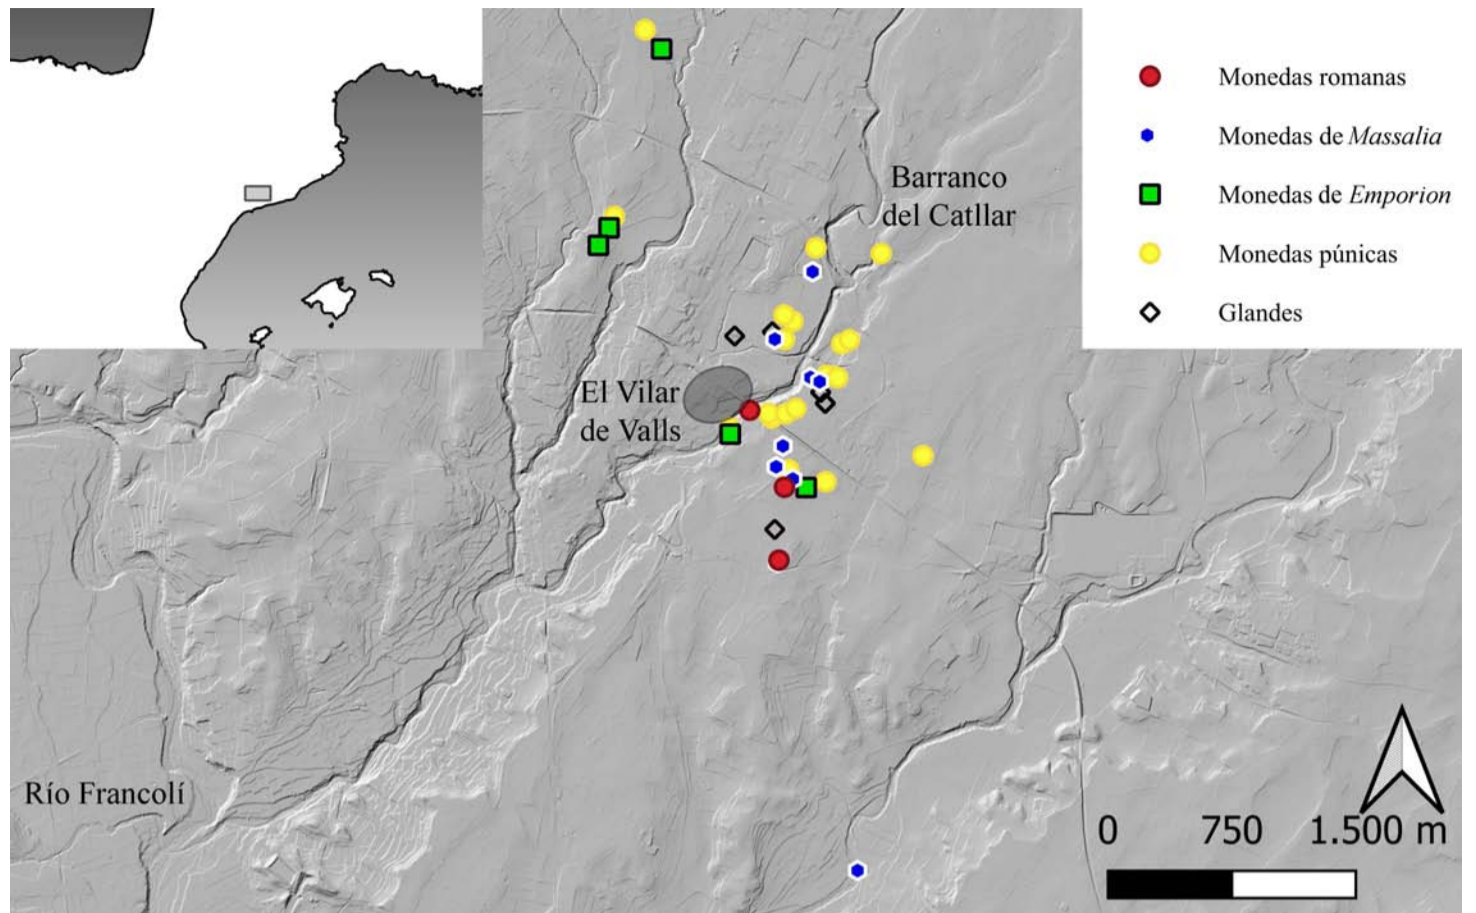 Monedas romanas
Monedas de Massalia
Monedas de Emporion
Monedas púnicas
Glandes
Barranco
del Catllar
El Vilar
de Valls
Río Francolí
0 750 1.500 m